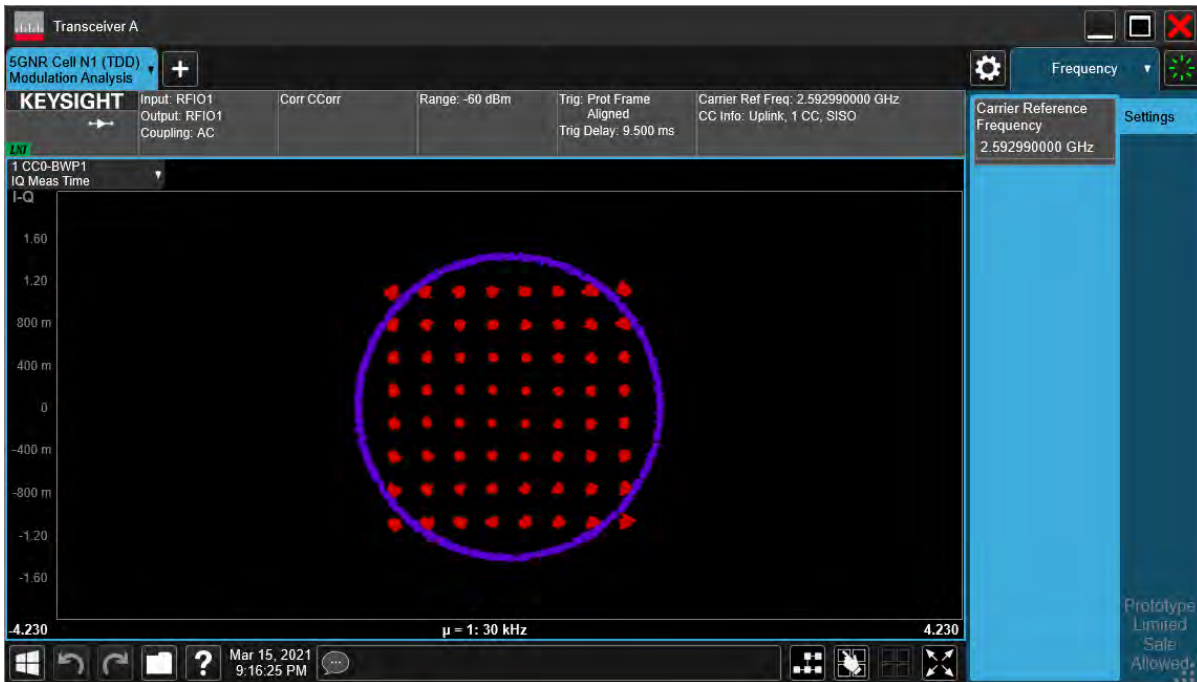 Transceiver A
5GNR Cell N1 (TDD)
Modulation Analysis
+
Frequency
KEYSIGHT
LXI
Input: RFIO1
Output: RFIO1
Coupling: AC
Corr CCorr
Range: -60 dBm
Trig: Prot Frame
Aligned
Trig Delay: 9.500 ms
Carrier Ref Freq: 2.592990000 GHz
CC Info: Uplink, 1 CC, SISO
Carrier Reference
Frequency
2.592990000 GHz
Settings
1 CC0-BWP1
IQ Meas Time
I-Q
1.60
1.20
800 m
400 m
0
-400 m
-800 m
-1.20
-1.60
-4.230
μ = 1: 30 kHz
4.230
Prototype
Limited
Sale
Allowed
?
Mar 15, 2021
9:16:25 PM